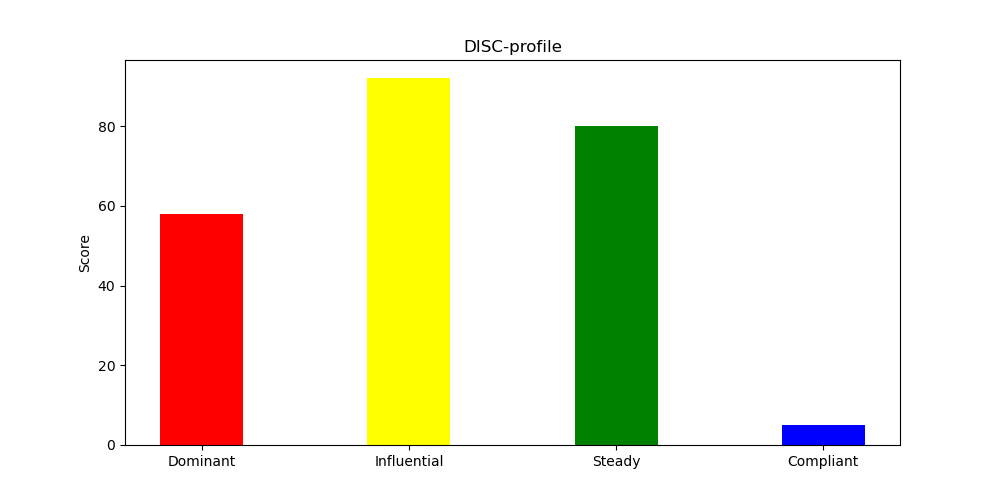 DISC-profile
Score
80
60
40
20
0
Dominant
Influential
Steady
Compliant